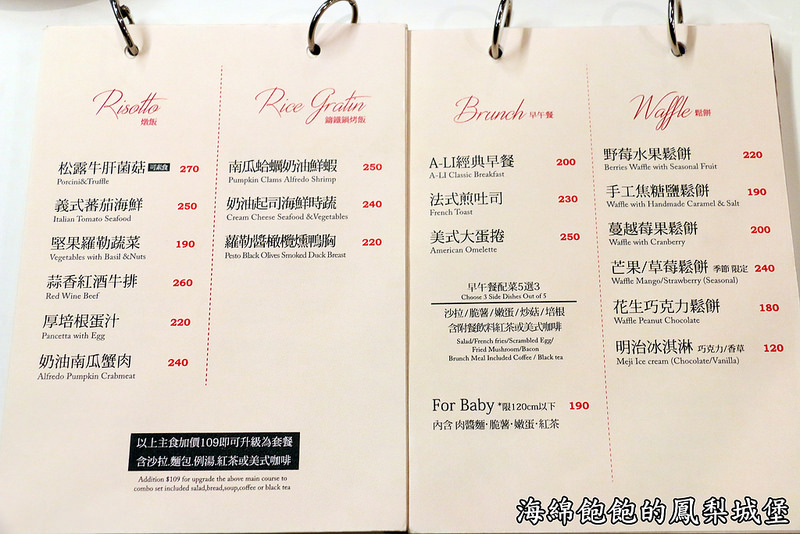 Risotto
燉飯
松露牛肝菌菇 270
Porcini&Truffle
義式蕃茄海鮮 250
Italian Tomato Seafood
堅果羅勒蔬菜 190
Vegetables with Basil &Nuts
蒜香紅酒牛排 260
Red Wine Beef
厚培根蛋汁 220
Pancetta with Egg
奶油南瓜蟹肉 240
Alfredo Pumpkin Crabmeat
Rice Gratin
鑄鐵鍋烤飯
南瓜蛤蠣奶油鮮蝦 250
Pumpkin Clams Alfredo Shrimp
奶油起司海鮮時蔬 240
Cream Cheese Seafood &Vegetables
蘿勒醬橄欖燻鴨胸 220
Pesto Black Olives Smoked Duck Breast
以上主食加價109即可升級為套餐
含沙拉.麵包.例湯.紅茶或美式咖啡
Addition $109 for upgrade the above main course to
combo set included salad,bread,soup,coffee or black tea
Brunch 早午餐
A-LI經典早餐 200
A-LI Classic Breakfast
法式煎吐司 230
French Toast
美式大蛋捲 250
American Omelette
早午餐配菜5選3
Choose 3 Side Dishes Out of 5
沙拉/脆薯/嫩蛋/炒菇/培根
含附餐飲料紅茶或美式咖啡
Salad/French fries/Scrambled Egg/
Fried Mushroom/Bacon
Brunch Meal Included Coffee / Black tea
For Baby *限120cm以下 190
內含 肉醬麵·脆薯·嫩蛋·紅茶
Waffle 鬆餅
野莓水果鬆餅 220
Berries Waffle with Seasonal Fruit
手工焦糖鹽鬆餅 190
Waffle with Handmade Caramel & Salt
蔓越莓果鬆餅 200
Waffle with Cranberry
芒果/草莓鬆餅 季節 限定 240
Waffle Mango/Strawberry (Seasonal)
花生巧克力鬆餅 180
Waffle Peanut Chocolate
明治冰淇淋 巧克力/香草 120
Meji Ice cream (Chocolate/Vanilla)
海綿飽飽的鳳梨城堡